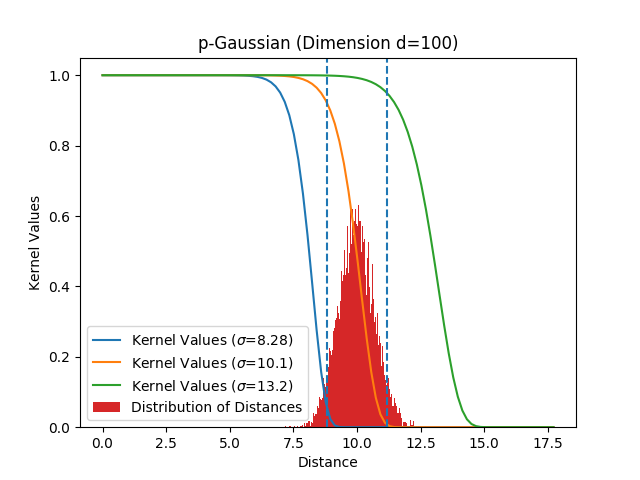 p-Gaussian (Dimension d=100)
Kernel Values
1.0
0.8
0.6
0.4
0.2
0.0
Kernel Values (σ=8.28)
Kernel Values (σ=10.1)
Kernel Values (σ=13.2)
Distribution of Distances
0.0 2.5 5.0 7.5 10.0 12.5 15.0 17.5
Distance